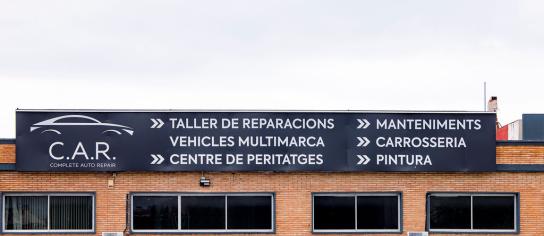 C.A.R.
COMPLETE AUTO REPAIR
» TALLER DE REPARACIONS
VEHICLES MULTIMARCA
» CENTRE DE PERITATGES
» MANTENIMENTS
» CARROSSERIA
» PINTURA